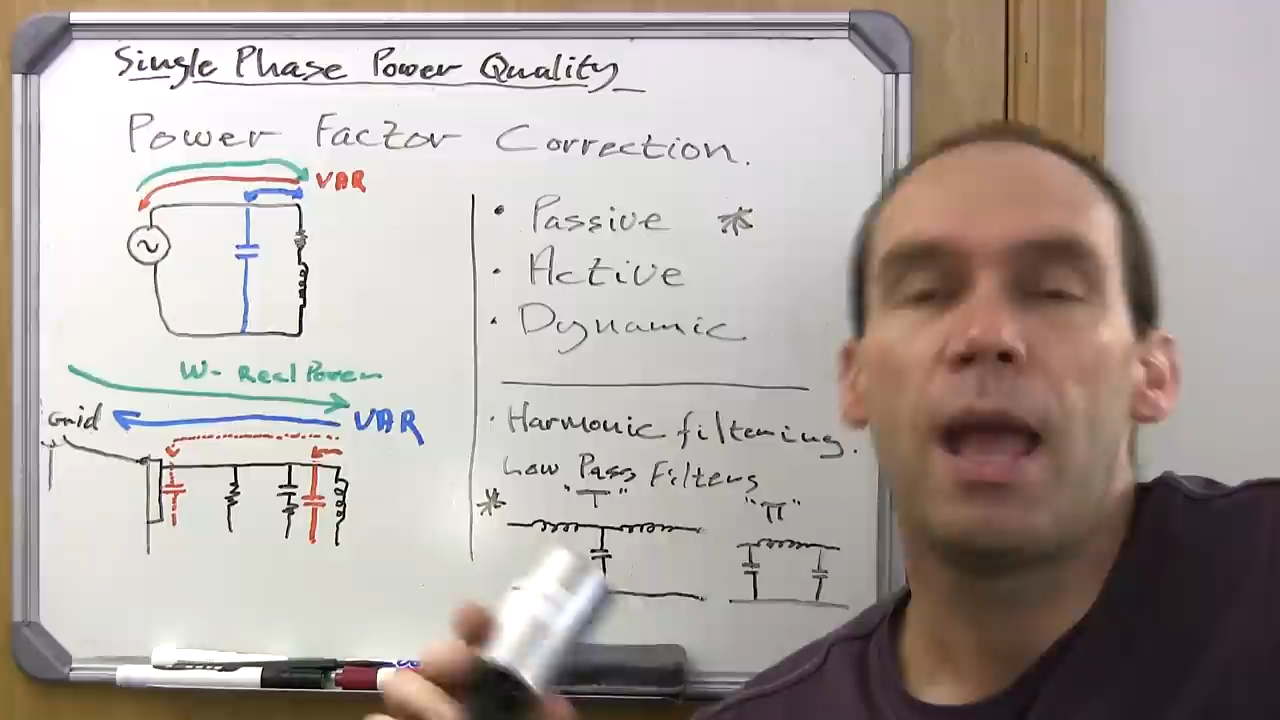 Single Phase Power Quality
Power Factor Correction.
VAR
• Passive *
• Active
• Dynamic
W - Real Power
Grid
VAR
• Harmonic filtering.
Low Pass Filters
* "T"
"π"